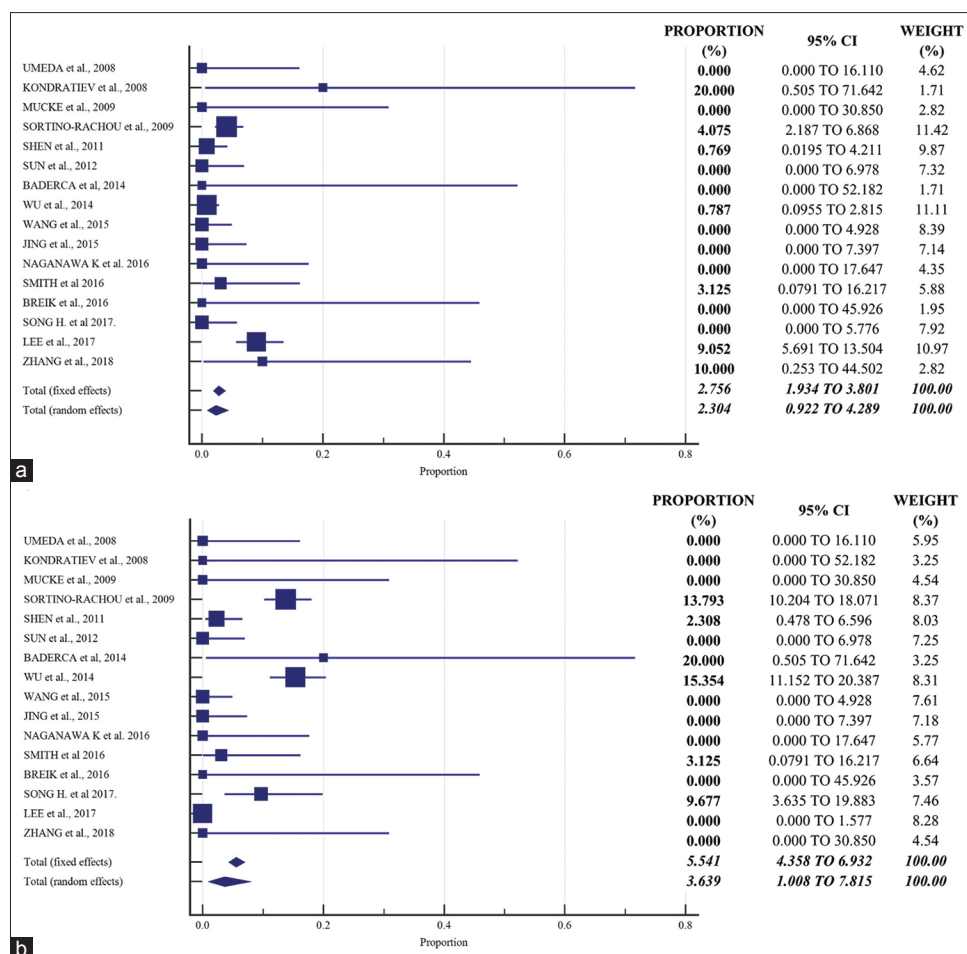 PROPORTION (%) 95% CI WEIGHT (%)
UMEDA et al., 2008 0.000 0.000 TO 16.110 4.62
KONDRATIEV et al., 2008 20.000 0.505 TO 71.642 1.71
MUCKE et al., 2009 0.000 0.000 TO 30.850 2.82
SORTINO-RACHOU et al., 2009 4.075 2.187 TO 6.868 11.42
SHEN et al., 2011 0.769 0.0195 TO 4.211 9.87
SUN et al., 2012 0.000 0.000 TO 6.978 7.32
BADERCA et al, 2014 0.000 0.000 TO 52.182 1.71
WU et al., 2014 0.787 0.0955 TO 2.815 11.11
WANG et al., 2015 0.000 0.000 TO 4.928 8.39
JING et al., 2015 0.000 0.000 TO 7.397 7.14
NAGANAWA K et al. 2016 0.000 0.000 TO 17.647 4.35
SMITH et al 2016 3.125 0.0791 TO 16.217 5.88
BREIK et al., 2016 0.000 0.000 TO 45.926 1.95
SONG H. et al 2017. 0.000 0.000 TO 5.776 7.92
LEE et al., 2017 9.052 5.691 TO 13.504 10.97
ZHANG et al., 2018 10.000 0.253 TO 44.502 2.82
Total (fixed effects) 2.756 1.934 TO 3.801 100.00
Total (random effects) 2.304 0.922 TO 4.289 100.00
0.0 0.2 0.4 0.6 0.8
Proportion
a
PROPORTION (%) 95% CI WEIGHT (%)
UMEDA et al., 2008 0.000 0.000 TO 16.110 5.95
KONDRATIEV et al., 2008 0.000 0.000 TO 52.182 3.25
MUCKE et al., 2009 0.000 0.000 TO 30.850 4.54
SORTINO-RACHOU et al., 2009 13.793 10.204 TO 18.071 8.37
SHEN et al., 2011 2.308 0.478 TO 6.596 8.03
SUN et al., 2012 0.000 0.000 TO 6.978 7.25
BADERCA et al, 2014 20.000 0.505 TO 71.642 3.25
WU et al., 2014 15.354 11.152 TO 20.387 8.31
WANG et al., 2015 0.000 0.000 TO 4.928 7.61
JING et al., 2015 0.000 0.000 TO 7.397 7.18
NAGANAWA K et al. 2016 0.000 0.000 TO 17.647 5.77
SMITH et al 2016 3.125 0.0791 TO 16.217 6.64
BREIK et al., 2016 0.000 0.000 TO 45.926 3.57
SONG H. et al 2017. 9.677 3.635 TO 19.883 7.46
LEE et al., 2017 0.000 0.000 TO 1.577 8.28
ZHANG et al., 2018 0.000 0.000 TO 30.850 4.54
Total (fixed effects) 5.541 4.358 TO 6.932 100.00
Total (random effects) 3.639 1.008 TO 7.815 100.00
0.0 0.2 0.4 0.6 0.8
Proportion
b